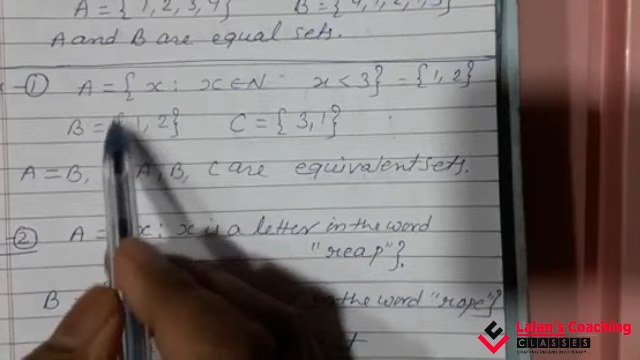 A = {1, 2, 3, 4} B = {4, 1, 2, 3}
A and B are equal sets.
① A = { x : x ∈ N x < 3} = {1, 2}
B = {1, 2} C = { 3, 1}
A = B, A, B, C are equivalent sets.
② A = x : x is a letter in the word
"reap"}.
B = in the word "rope"}
Lalan's Coaching
CLASSES